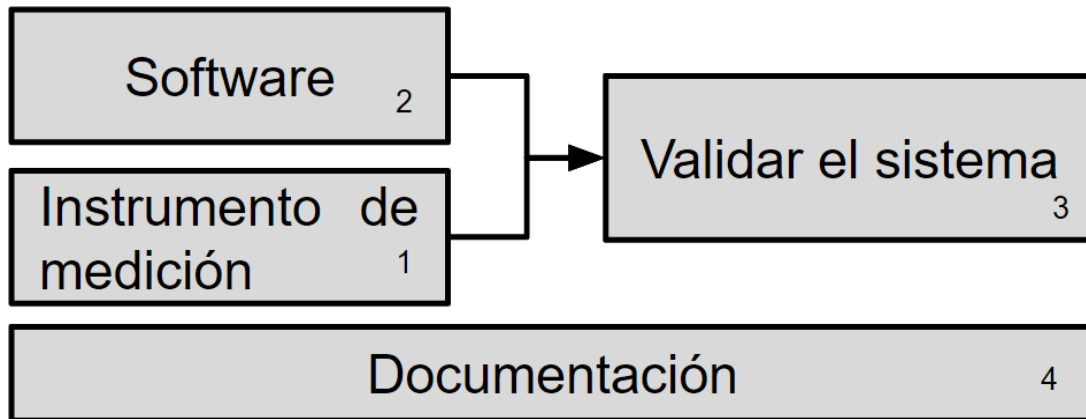 Software
2
Instrumento de
medición
1
Validar el sistema
3
Documentación
4